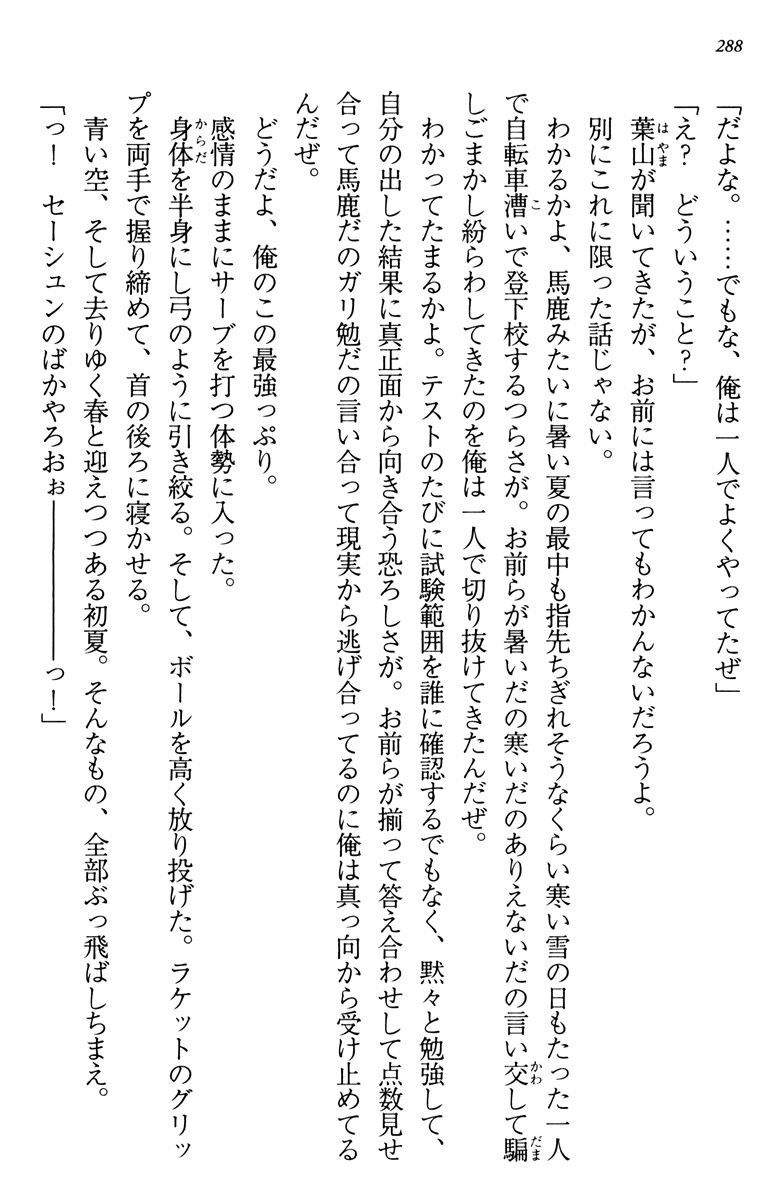 288
「だよな。……でもな、俺は一人でよくやってたぜ」
「え？　どういうこと？」
葉山が聞いてきたが、お前には言ってもわかんないだろうよ。
別にこれに限った話じゃない。
わかるかよ、馬鹿みたいに暑い夏の最中も指先ちぎれそうなくらい寒い雪の日もたった一人
で自転車漕いで登下校するつらさが。お前らが暑いだの寒いだのありえないだの言い交して騙
しごまかし紛らわしてきたのを俺は一人で切り抜けてきたんだぜ。
わかってたまるかよ。テストのたびに試験範囲を誰に確認するでもなく、黙々と勉強して、
自分の出した結果に真正面から向き合う恐ろしさが。お前らが揃って答え合わせして点数見せ
合って馬鹿だのガリ勉だの言い合って現実から逃げ合ってるのに俺は真っ向から受け止めてる
んだぜ。
どうだよ、俺のこの最強っぷり。
感情のままにサーブを打つ体勢に入った。
身体を半身にし弓のように引き絞る。そして、ボールを高く放り投げた。ラケットのグリッ
プを両手で握り締めて、首の後ろに寝かせる。
青い空、そして去りゆく春と迎えつつある初夏。そんなもの、全部ぶっ飛ばしちまえ。
「っ！　セーシュンのばかやろおぉ――――――っ！」